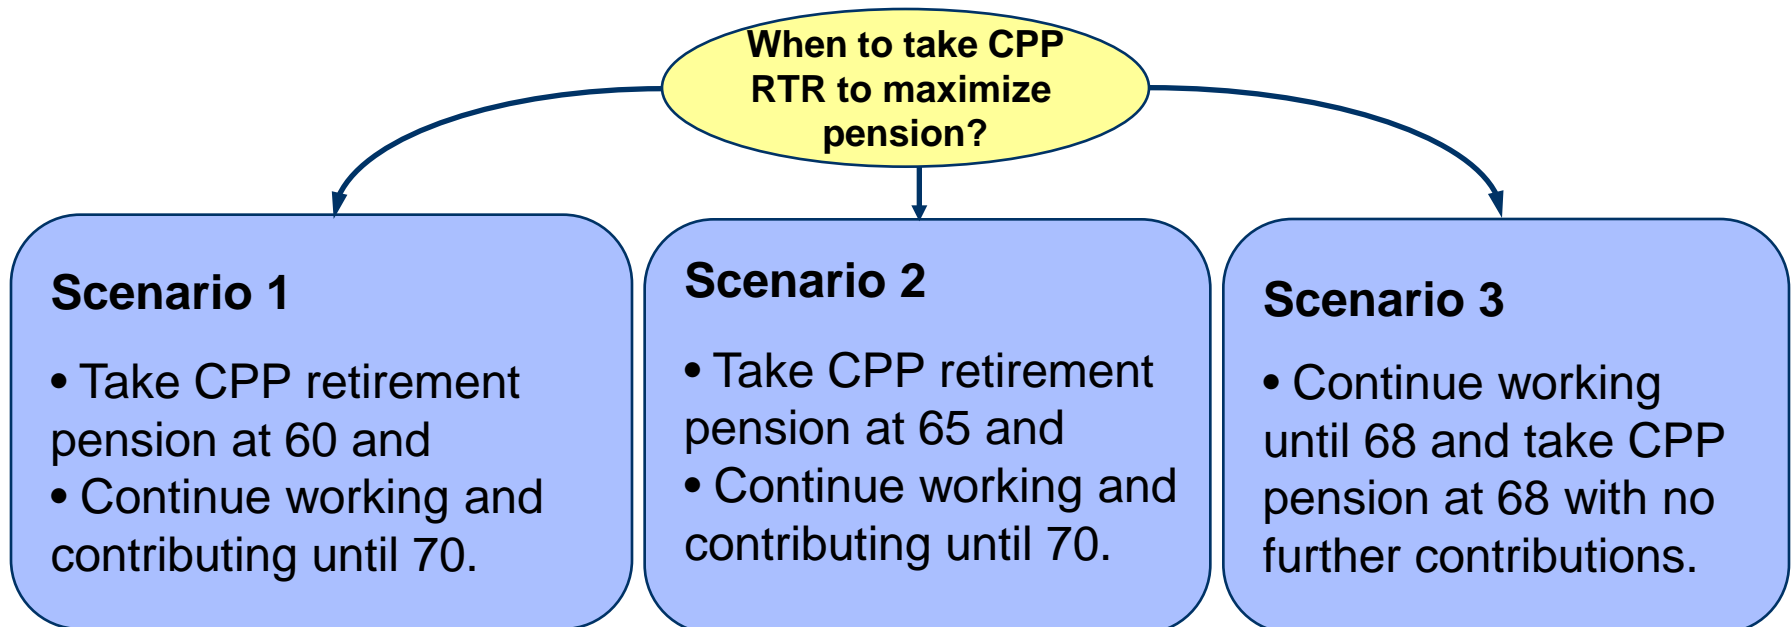 When to take CPP
RTR to maximize
pension?
Scenario 1
• Take CPP retirement
pension at 60 and
• Continue working and
contributing until 70.
Scenario 2
• Take CPP retirement
pension at 65 and
• Continue working and
contributing until 70.
Scenario 3
• Continue working
until 68 and take CPP
pension at 68 with no
further contributions.